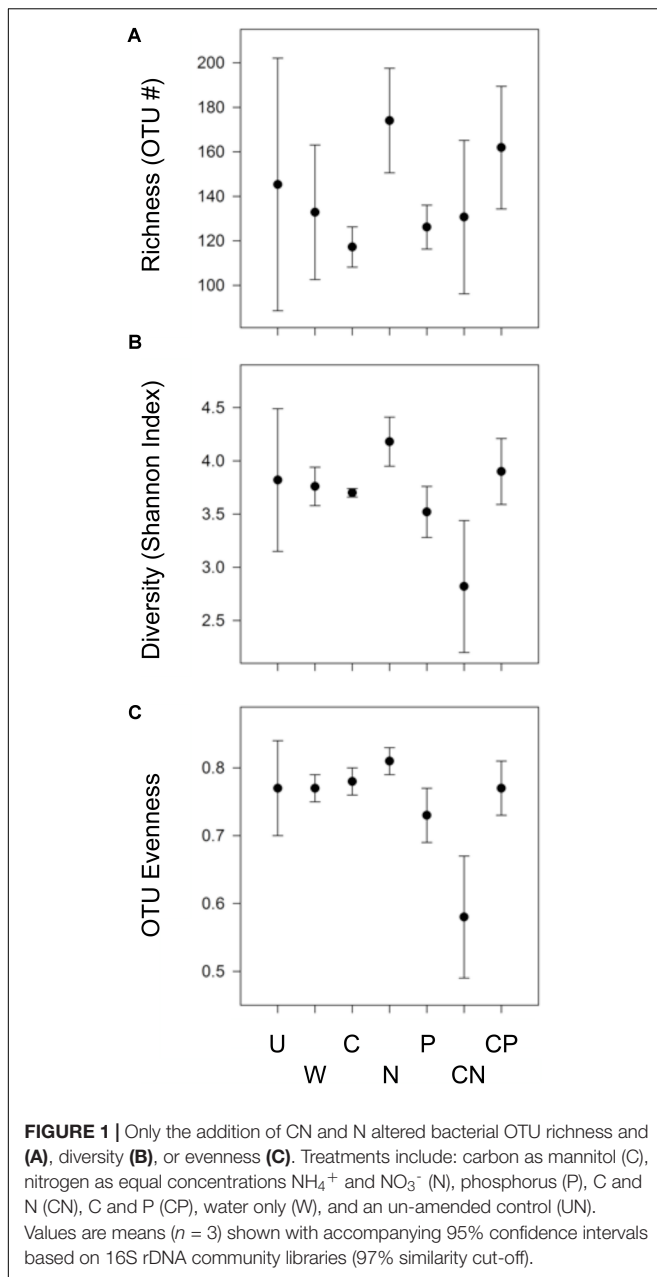 A
Richness (OTU #)
200
180
160
140
120
100
B
Diversity (Shannon Index)
4.5
4.0
3.5
3.0
2.5
C
OTU Evenness
0.8
0.7
0.6
0.5
U
W
C
N
P
CN
CP
FIGURE 1 | Only the addition of CN and N altered bacterial OTU richness and
(A), diversity (B), or evenness (C). Treatments include: carbon as mannitol (C),
nitrogen as equal concentrations NH₄⁺ and NO₃⁻ (N), phosphorus (P), C and
N (CN), C and P (CP), water only (W), and an un-amended control (UN).
Values are means (n = 3) shown with accompanying 95% confidence intervals
based on 16S rDNA community libraries (97% similarity cut-off).